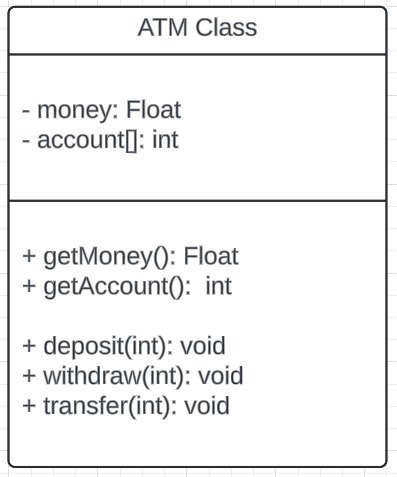 ATM Class
- money: Float
- account[]: int
+ getMoney(): Float
+ getAccount():  int
+ deposit(int): void
+ withdraw(int): void
+ transfer(int): void